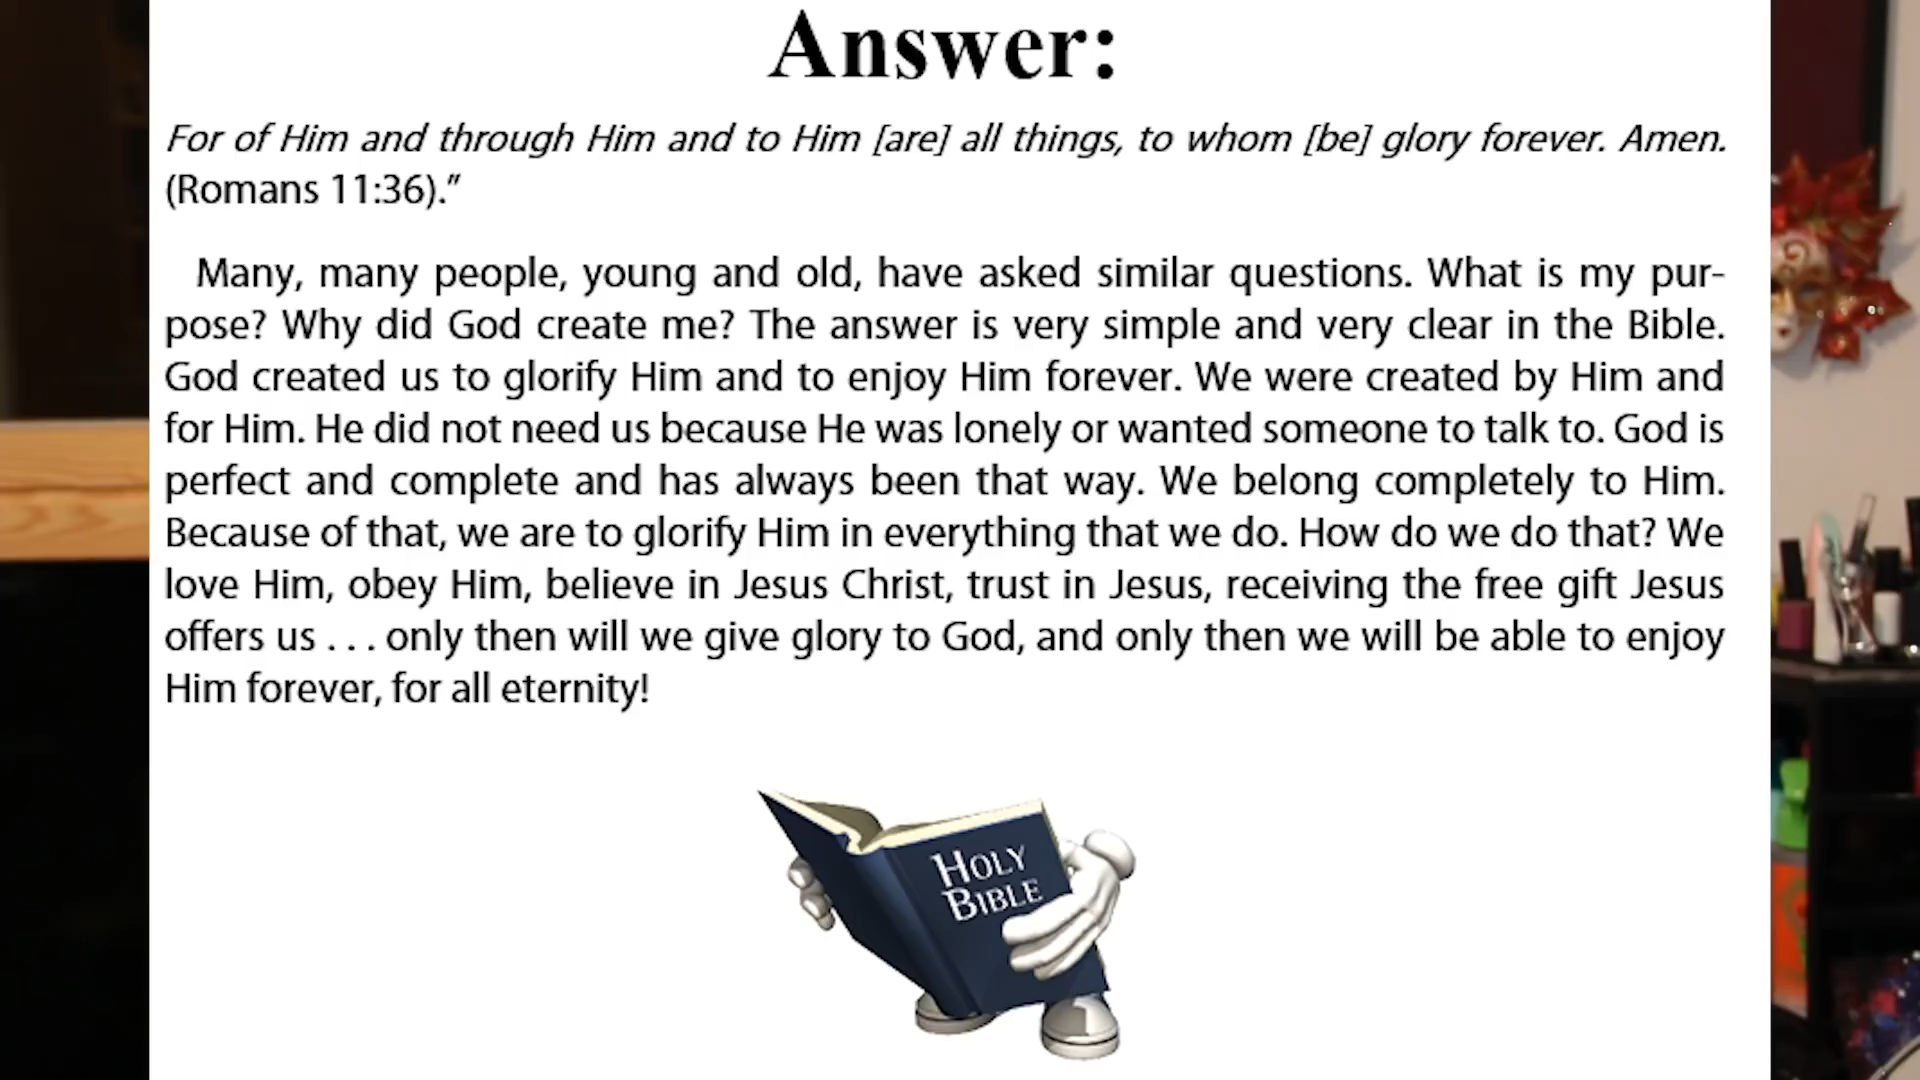 Answer:
For of Him and through Him and to Him [are] all things, to whom [be] glory forever. Amen.
(Romans 11:36).”
Many, many people, young and old, have asked similar questions. What is my pur-
pose? Why did God create me? The answer is very simple and very clear in the Bible.
God created us to glorify Him and to enjoy Him forever. We were created by Him and
for Him. He did not need us because He was lonely or wanted someone to talk to. God is
perfect and complete and has always been that way. We belong completely to Him.
Because of that, we are to glorify Him in everything that we do. How do we do that? We
love Him, obey Him, believe in Jesus Christ, trust in Jesus, receiving the free gift Jesus
offers us . . . only then will we give glory to God, and only then we will be able to enjoy
Him forever, for all eternity!
HOLY
BIBLE